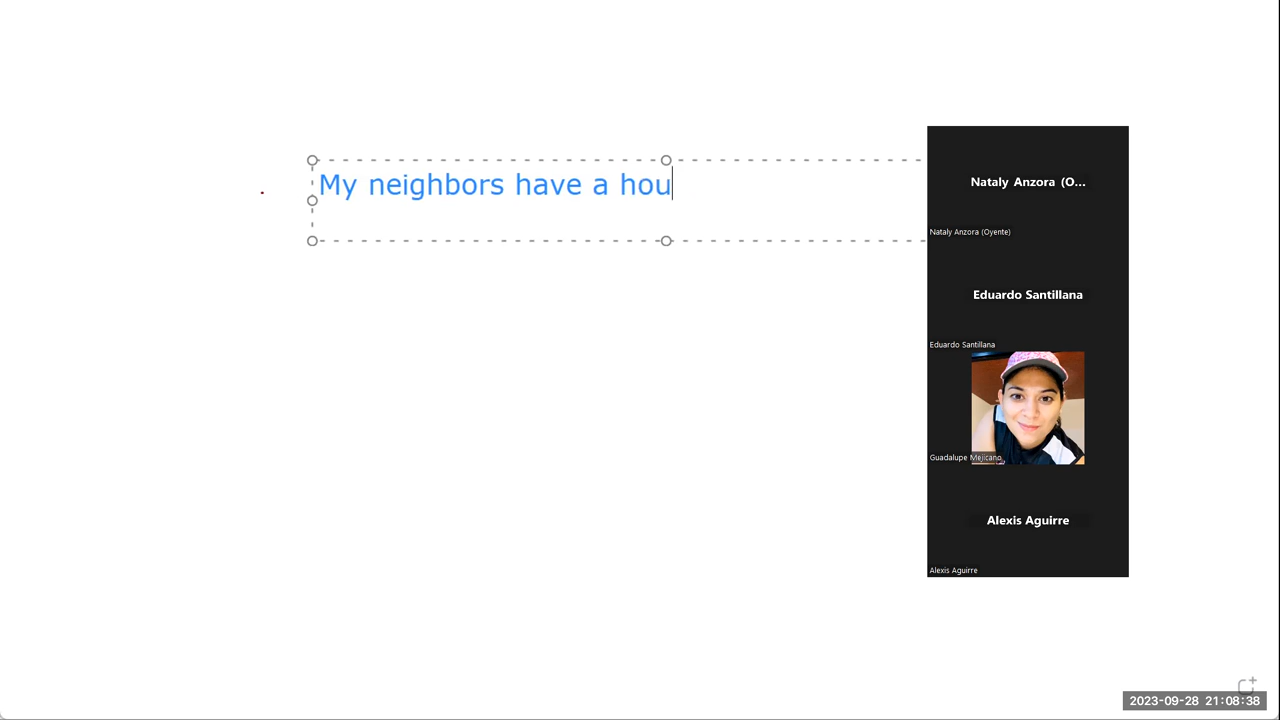 My neighbors have a hou
Nataly Anzora (O...
Nataly Anzora (Oyente)
Eduardo Santillana
Eduardo Santillana
Guadalupe Mejicano
Alexis Aguirre
Alexis Aguirre
2023-09-28 21:08:38